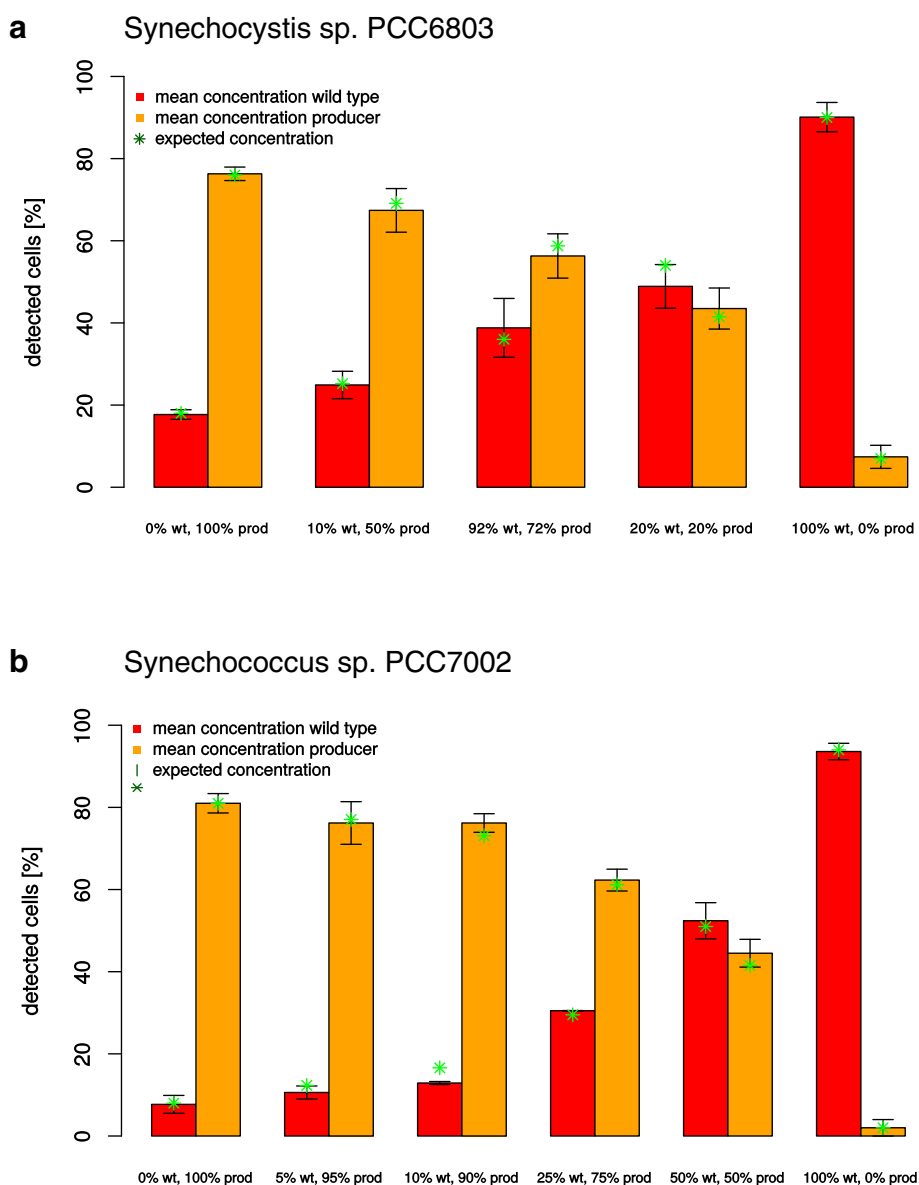 a Synechocystis sp. PCC6803
100
80
60
40
20
0
detected cells [%]
mean concentration wild type
mean concentration producer
expected concentration
0% wt, 100% prod
10% wt, 50% prod
92% wt, 72% prod
20% wt, 20% prod
100% wt, 0% prod
b Synechococcus sp. PCC7002
100
80
60
40
20
0
detected cells [%]
mean concentration wild type
mean concentration producer
expected concentration
0% wt, 100% prod
5% wt, 95% prod
10% wt, 90% prod
25% wt, 75% prod
50% wt, 50% prod
100% wt, 0% prod